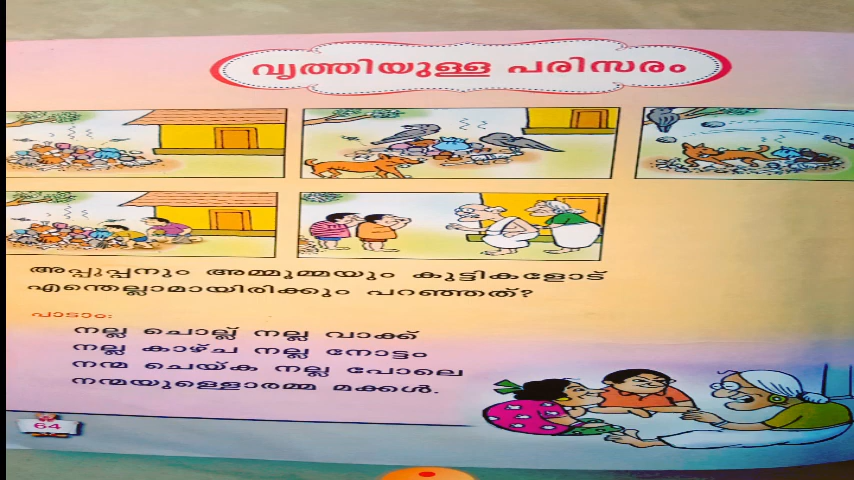 വൃത്തിയുള്ള പരിസരം
അപ്പൂപ്പനും അമ്മൂമ്മയും കുട്ടികളോട്
എന്തെല്ലാമായിരിക്കും പറഞ്ഞത്?
പാടാം:
നല്ല ചൊല്ല് നല്ല വാക്ക്
നല്ല കാഴ്ച നല്ല നോട്ടം
നന്മ ചെയ്ക നല്ല പോലെ
നന്മയുള്ളൊരമ്മ മക്കൾ.
64